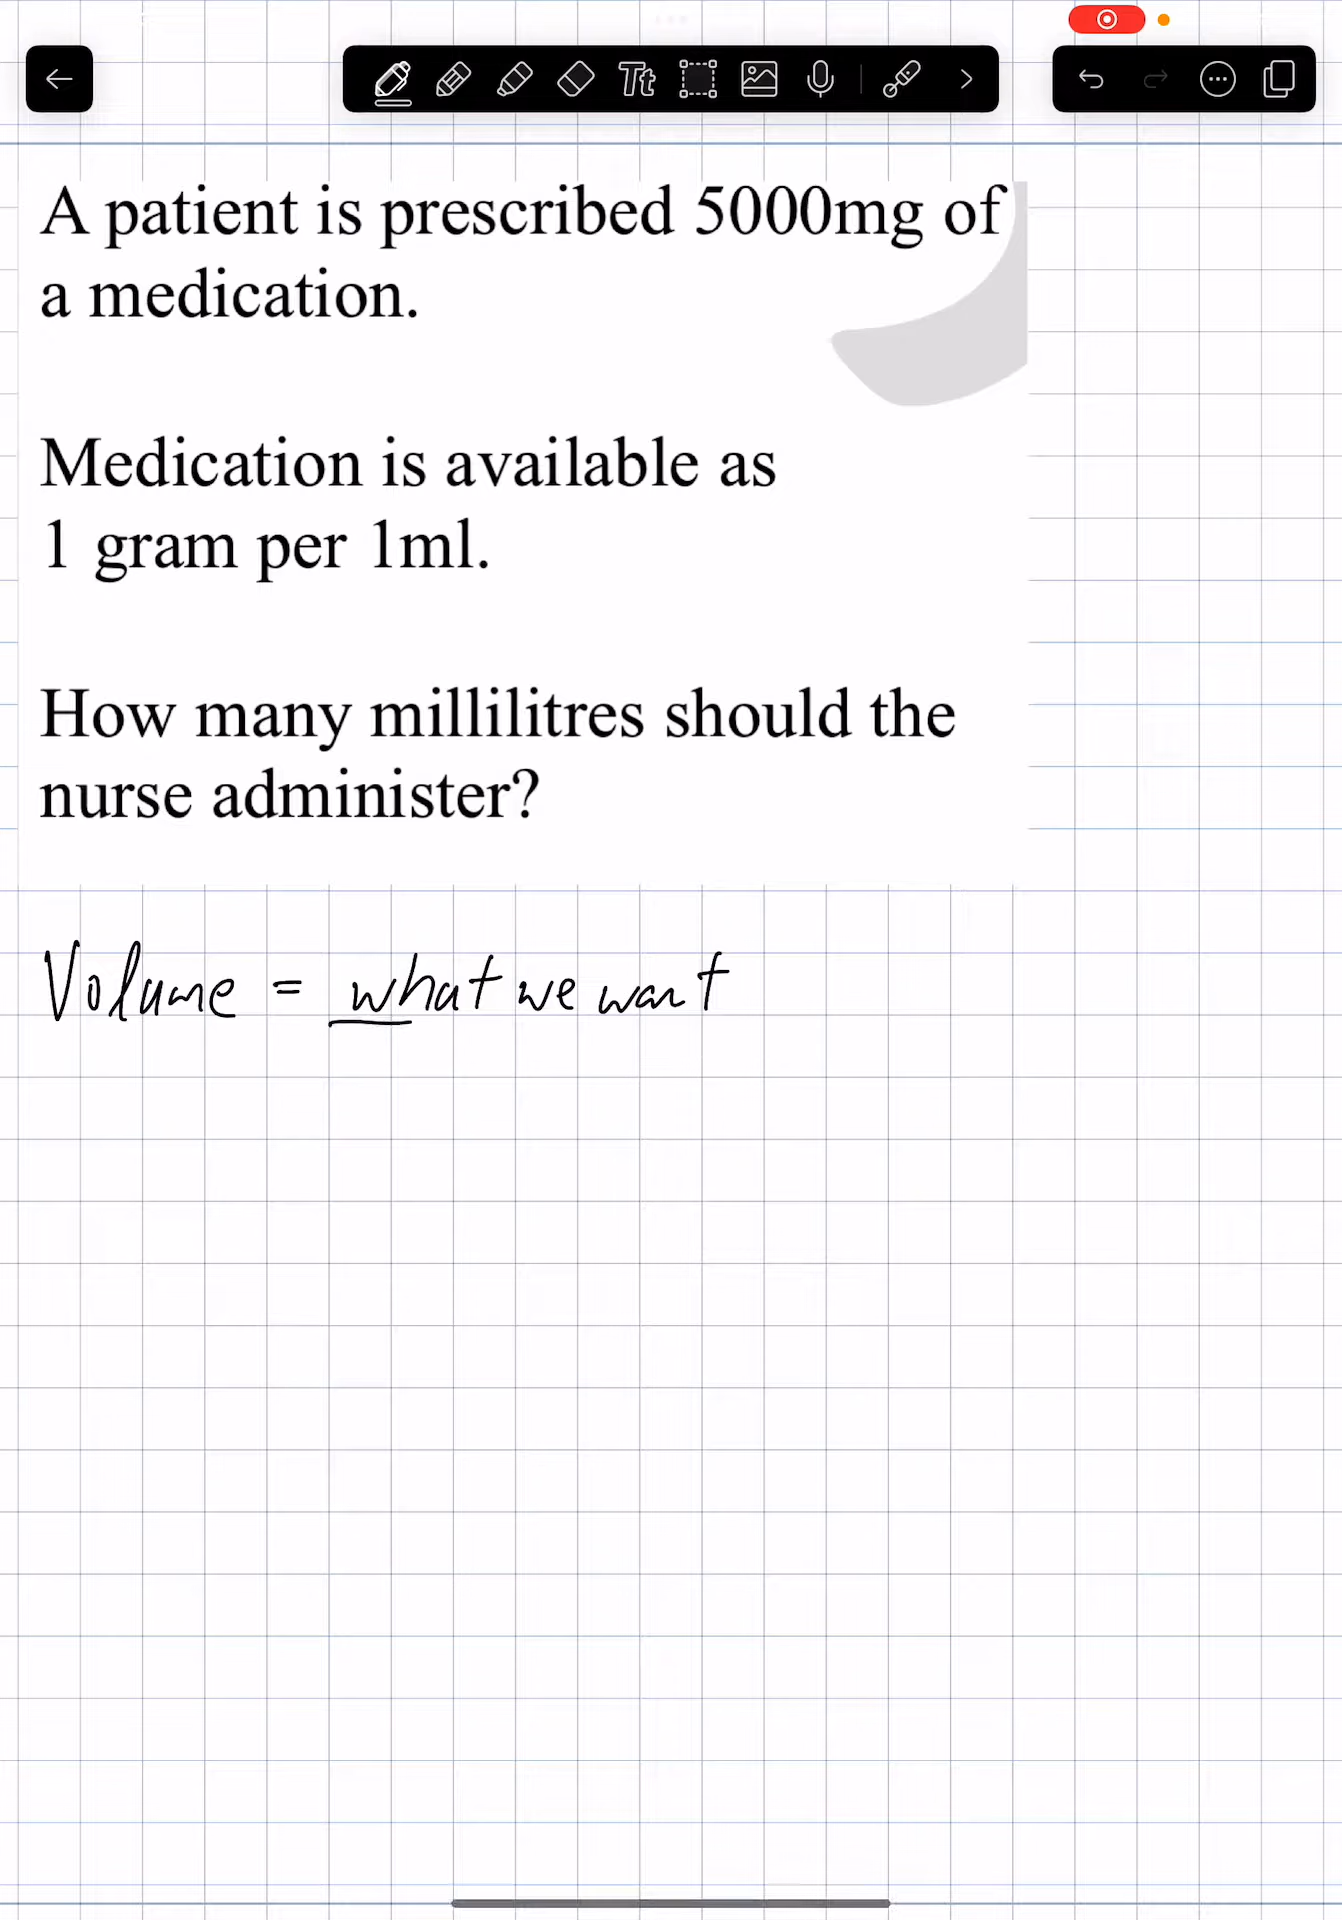 A patient is prescribed 5000mg of
a medication.
Medication is available as
1 gram per 1ml.
How many millilitres should the
nurse administer?
Volume = what we want